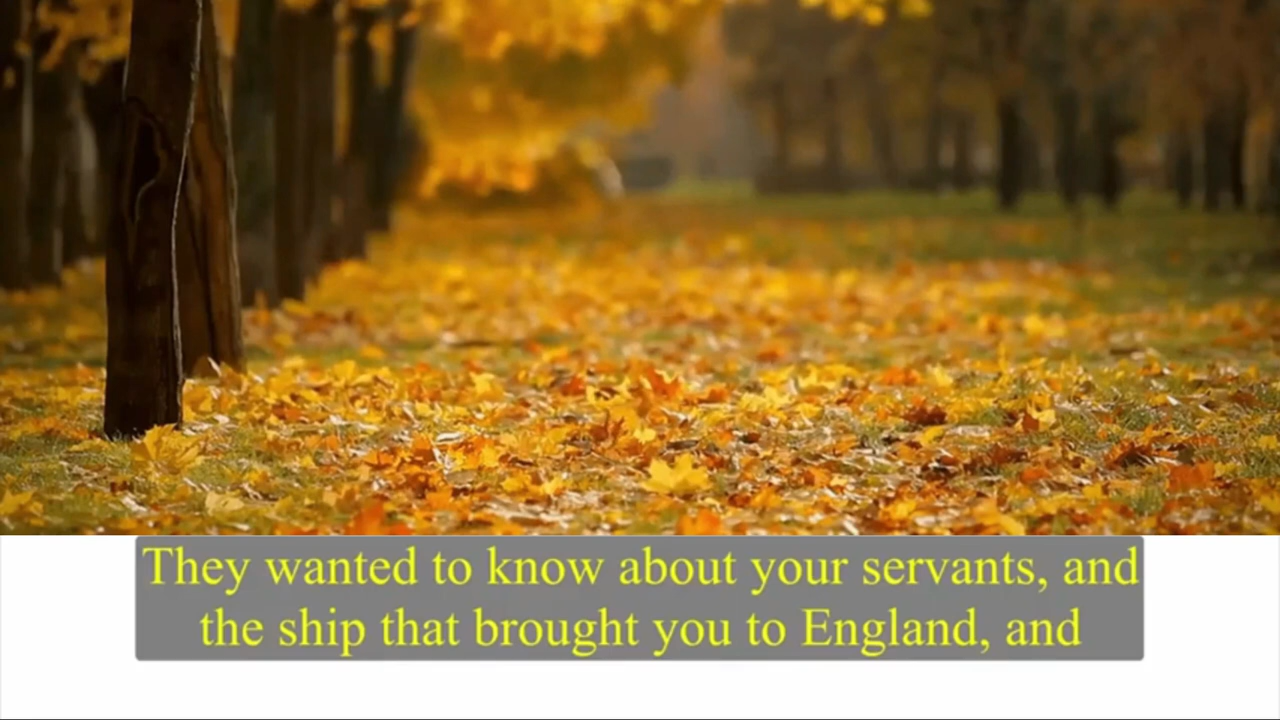 They wanted to know about your servants, and
the ship that brought you to England, and